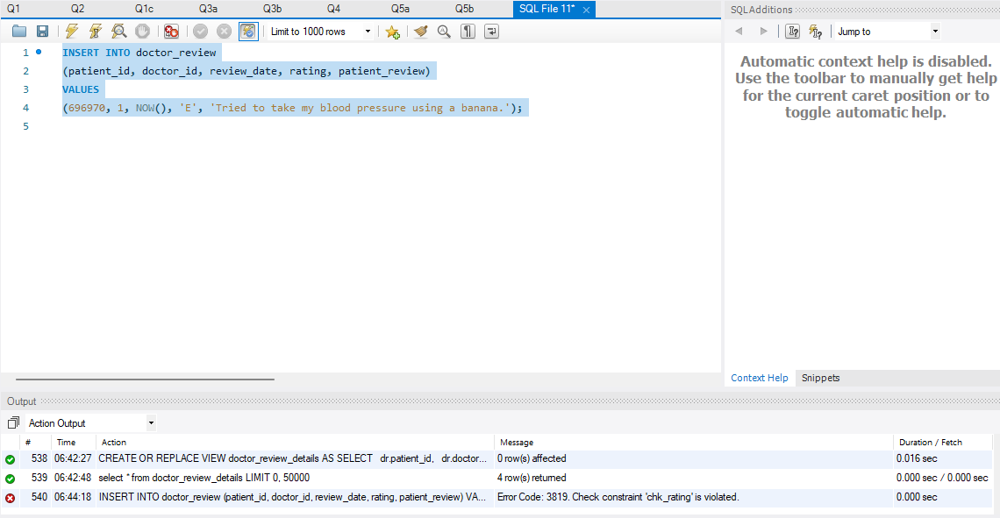 Q1 Q2 Q1c Q3a Q3b Q4 Q5a Q5b SQL File 11* ×
Limit to 1000 rows
1 INSERT INTO doctor_review
2 (patient_id, doctor_id, review_date, rating, patient_review)
3 VALUES
4 (696970, 1, NOW(), 'E', 'Tried to take my blood pressure using a banana.');
5
SQLAdditions
Jump to
Automatic context help is disabled.
Use the toolbar to manually get help
for the current caret position or to
toggle automatic help.
Context Help Snippets
Output
Action Output
# Time Action Message Duration / Fetch
538 06:42:27 CREATE OR REPLACE VIEW doctor_review_details AS SELECT dr.patient_id, dr.doctor... 0 row(s) affected 0.016 sec
539 06:42:48 select * from doctor_review_details LIMIT 0, 50000 4 row(s) returned 0.000 sec / 0.000 sec
540 06:44:18 INSERT INTO doctor_review (patient_id, doctor_id, review_date, rating, patient_review) VA... Error Code: 3819. Check constraint 'chk_rating' is violated. 0.000 sec